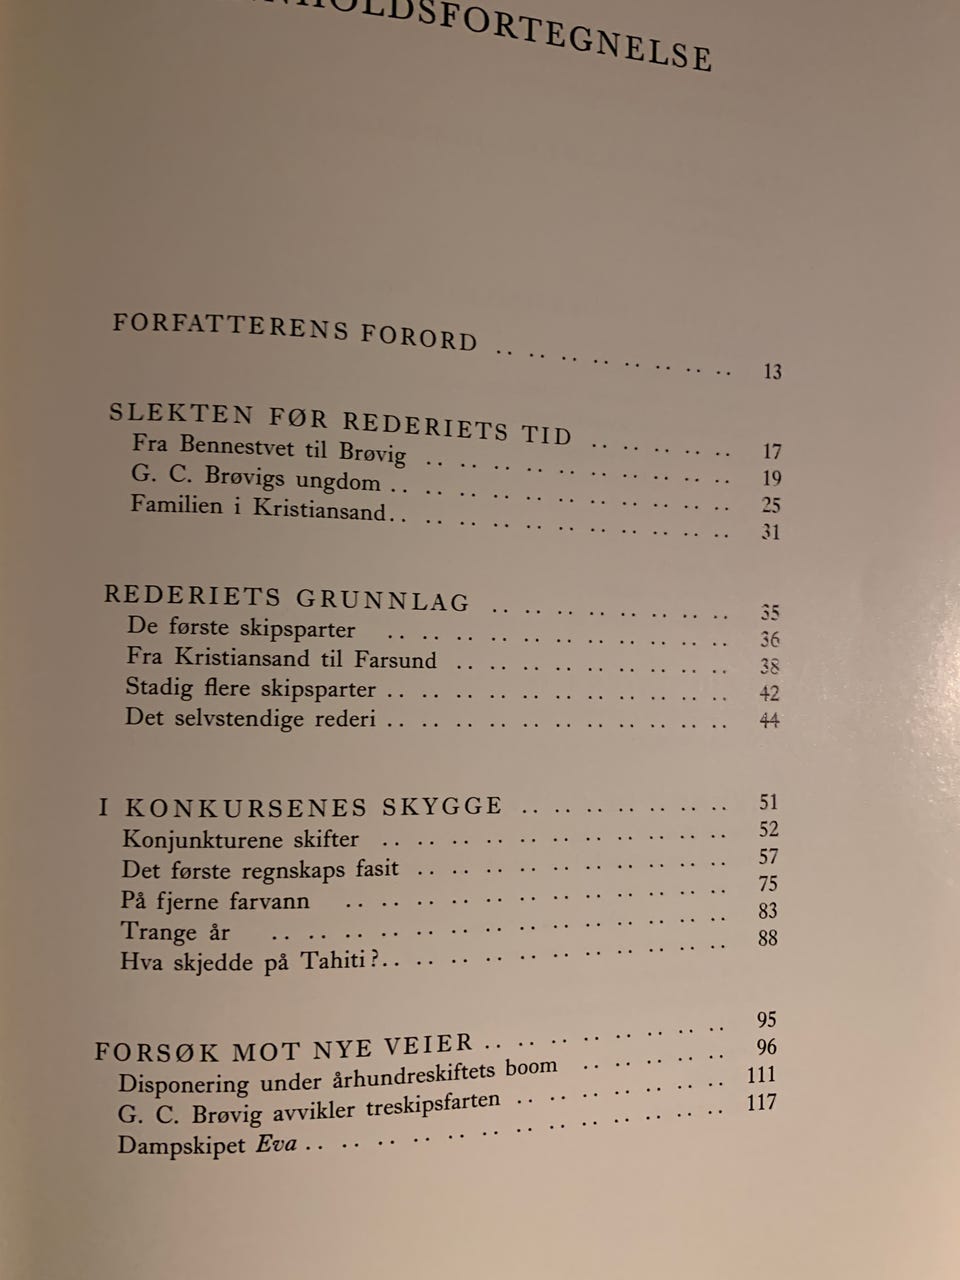 INNHOLDSFORTEGNELSE
FORFATTERENS FORORD .. .. .. .. .. .. .. .. 13
SLEKTEN FØR REDERIETS TID .. .. .. .. .. 17
Fra Bennestvet til Brøvig .. .. .. .. .. .. .. .. .. .. 19
G. C. Brøvigs ungdom .. .. .. .. .. .. .. .. .. .. .. 25
Familien i Kristiansand .. .. .. .. .. .. .. .. .. .. .. 31
REDERIETS GRUNNLAG .. .. .. .. .. .. .. .. 35
De første skipsparter .. .. .. .. .. .. .. .. .. .. .. 36
Fra Kristiansand til Farsund .. .. .. .. .. .. .. .. .. 38
Stadig flere skipsparter .. .. .. .. .. .. .. .. .. .. .. 42
Det selvstendige rederi .. .. .. .. .. .. .. .. .. .. .. 44
I KONKURSENES SKYGGE .. .. .. .. .. .. .. 51
Konjunkturene skifter .. .. .. .. .. .. .. .. .. .. .. 52
Det første regnskaps fasit .. .. .. .. .. .. .. .. .. .. 57
På fjerne farvann .. .. .. .. .. .. .. .. .. .. .. .. 75
Trange år .. .. .. .. .. .. .. .. .. .. .. .. .. .. 83
Hva skjedde på Tahiti? .. .. .. .. .. .. .. .. .. .. .. 88
FORSØK MOT NYE VEIER .. .. .. .. .. .. .. .. 95
Disponering under århundreskiftets boom .. .. .. .. .. 96
G. C. Brøvig avvikler treskipsfarten .. .. .. .. .. .. .. 111
Dampskipet Eva .. .. .. .. .. .. .. .. .. .. .. .. .. 117